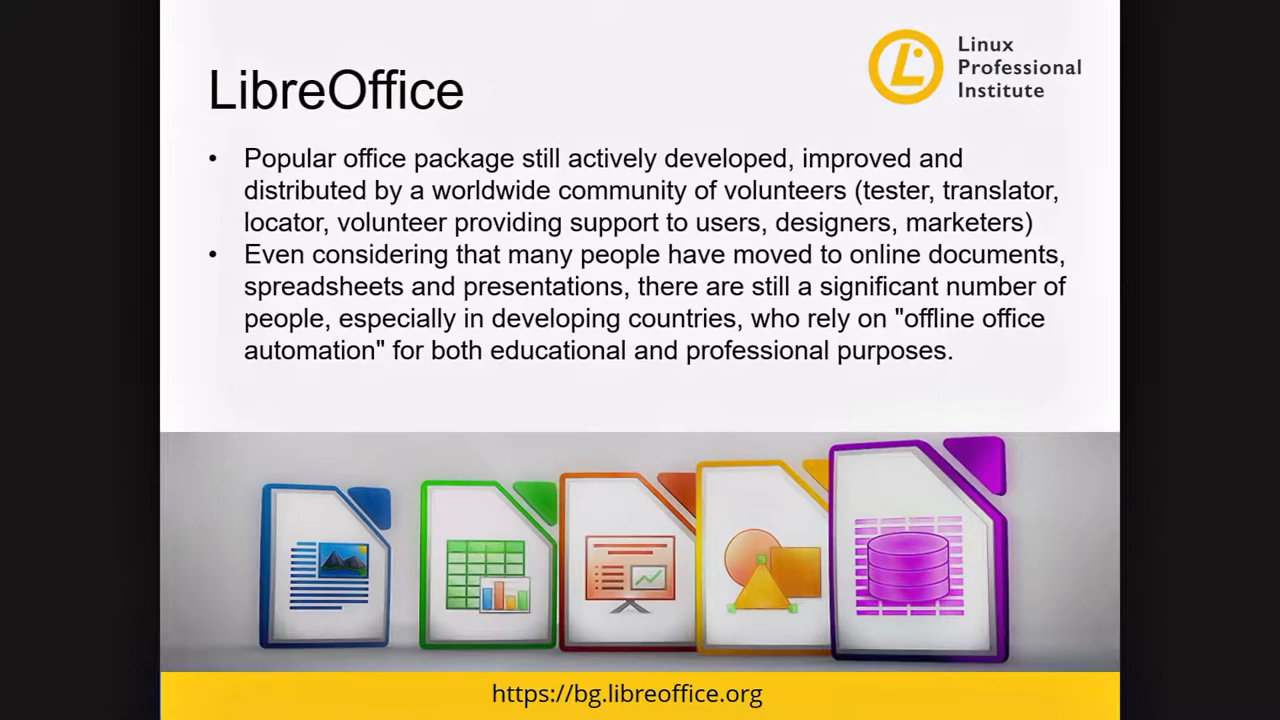 Linux
Professional
Institute
LibreOffice
• Popular office package still actively developed, improved and
distributed by a worldwide community of volunteers (tester, translator,
locator, volunteer providing support to users, designers, marketers)
• Even considering that many people have moved to online documents,
spreadsheets and presentations, there are still a significant number of
people, especially in developing countries, who rely on "offline office
automation" for both educational and professional purposes.
https://bg.libreoffice.org